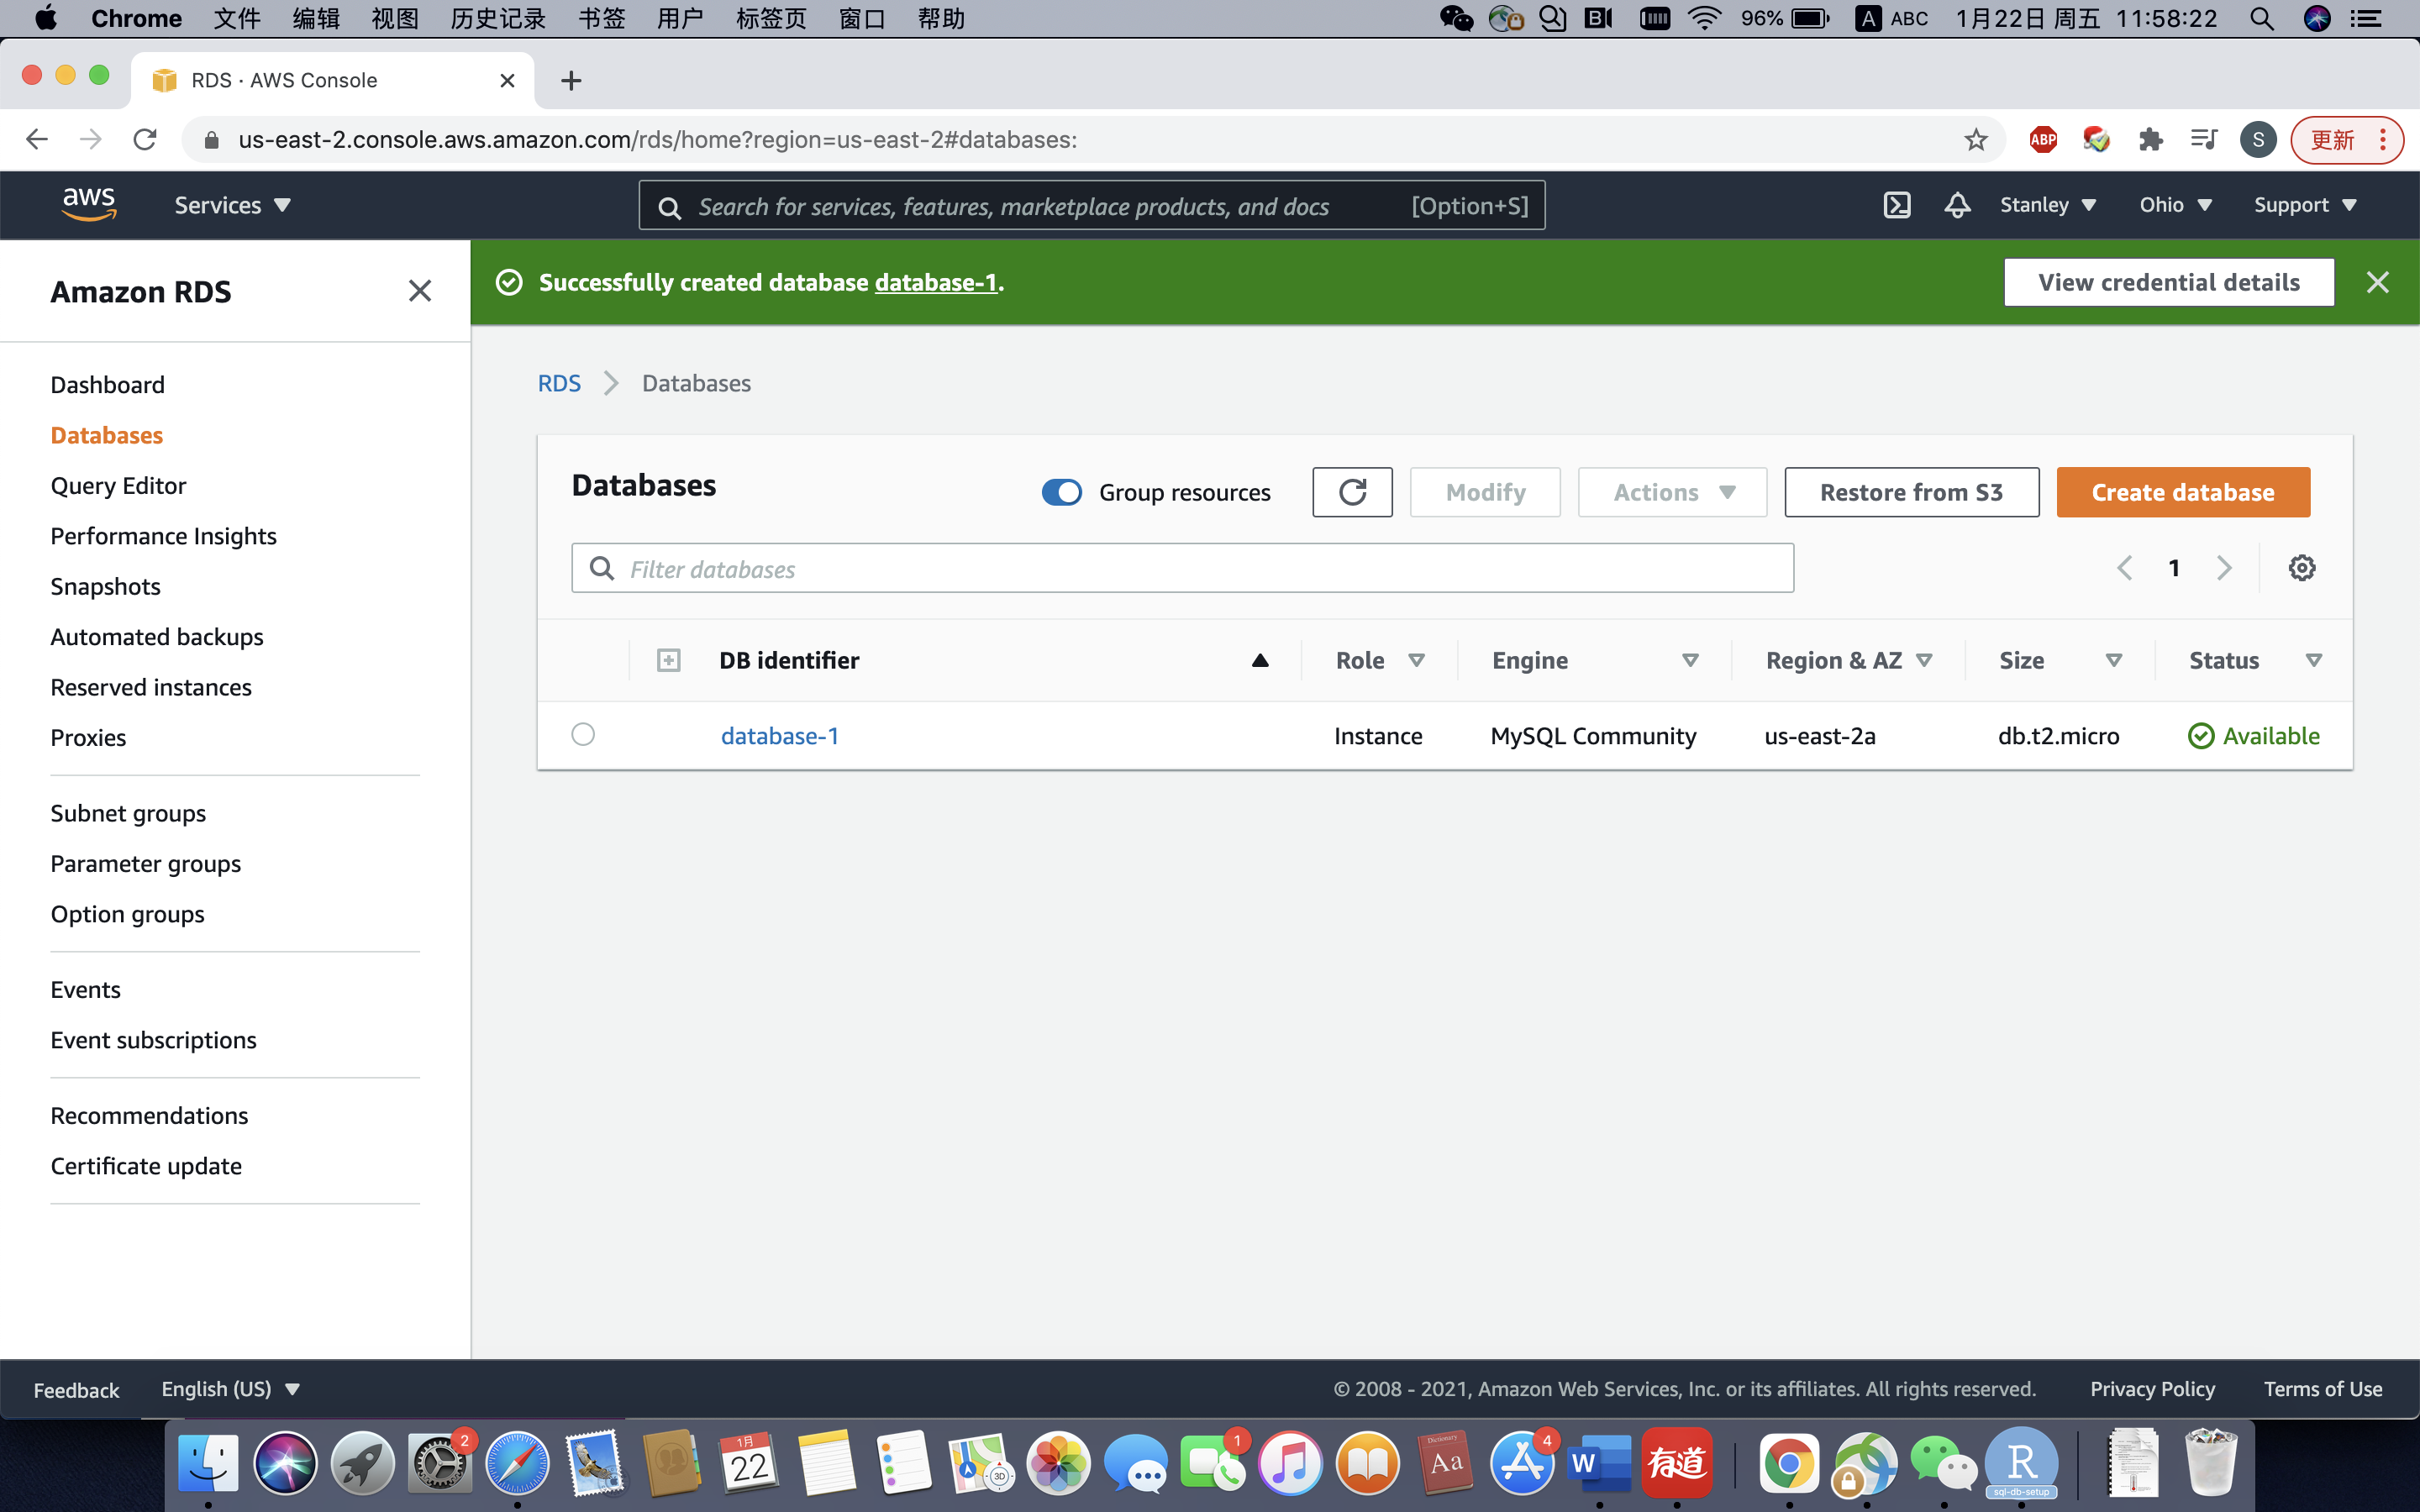 Chrome 文件 编辑 视图 历史记录 书签 用户 标签页 窗口 帮助 96% A ABC 1月22日 周五 11:58:22
RDS · AWS Console
us-east-2.console.aws.amazon.com/rds/home?region=us-east-2#databases: ABP S 更新
aws Services Search for services, features, marketplace products, and docs [Option+S] Stanley Ohio Support
Amazon RDS
Successfully created database database-1. View credential details
Dashboard
Databases
Query Editor
Performance Insights
Snapshots
Automated backups
Reserved instances
Proxies
Subnet groups
Parameter groups
Option groups
Events
Event subscriptions
Recommendations
Certificate update
RDS Databases
Databases Group resources Modify Actions Restore from S3 Create database
Filter databases 1
DB identifier Role Engine Region & AZ Size Status
database-1 Instance MySQL Community us-east-2a db.t2.micro Available
Feedback English (US) © 2008 - 2021, Amazon Web Services, Inc. or its affiliates. All rights reserved. Privacy Policy Terms of Use
2 1月 22 3D 1 Dictionary Aa 4 W 有道 R
sql-db-setup